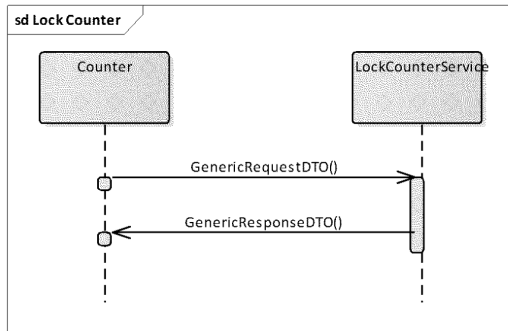 sd Lock Counter
Counter
LockCounterService
GenericRequestDTO()
GenericResponseDTO()